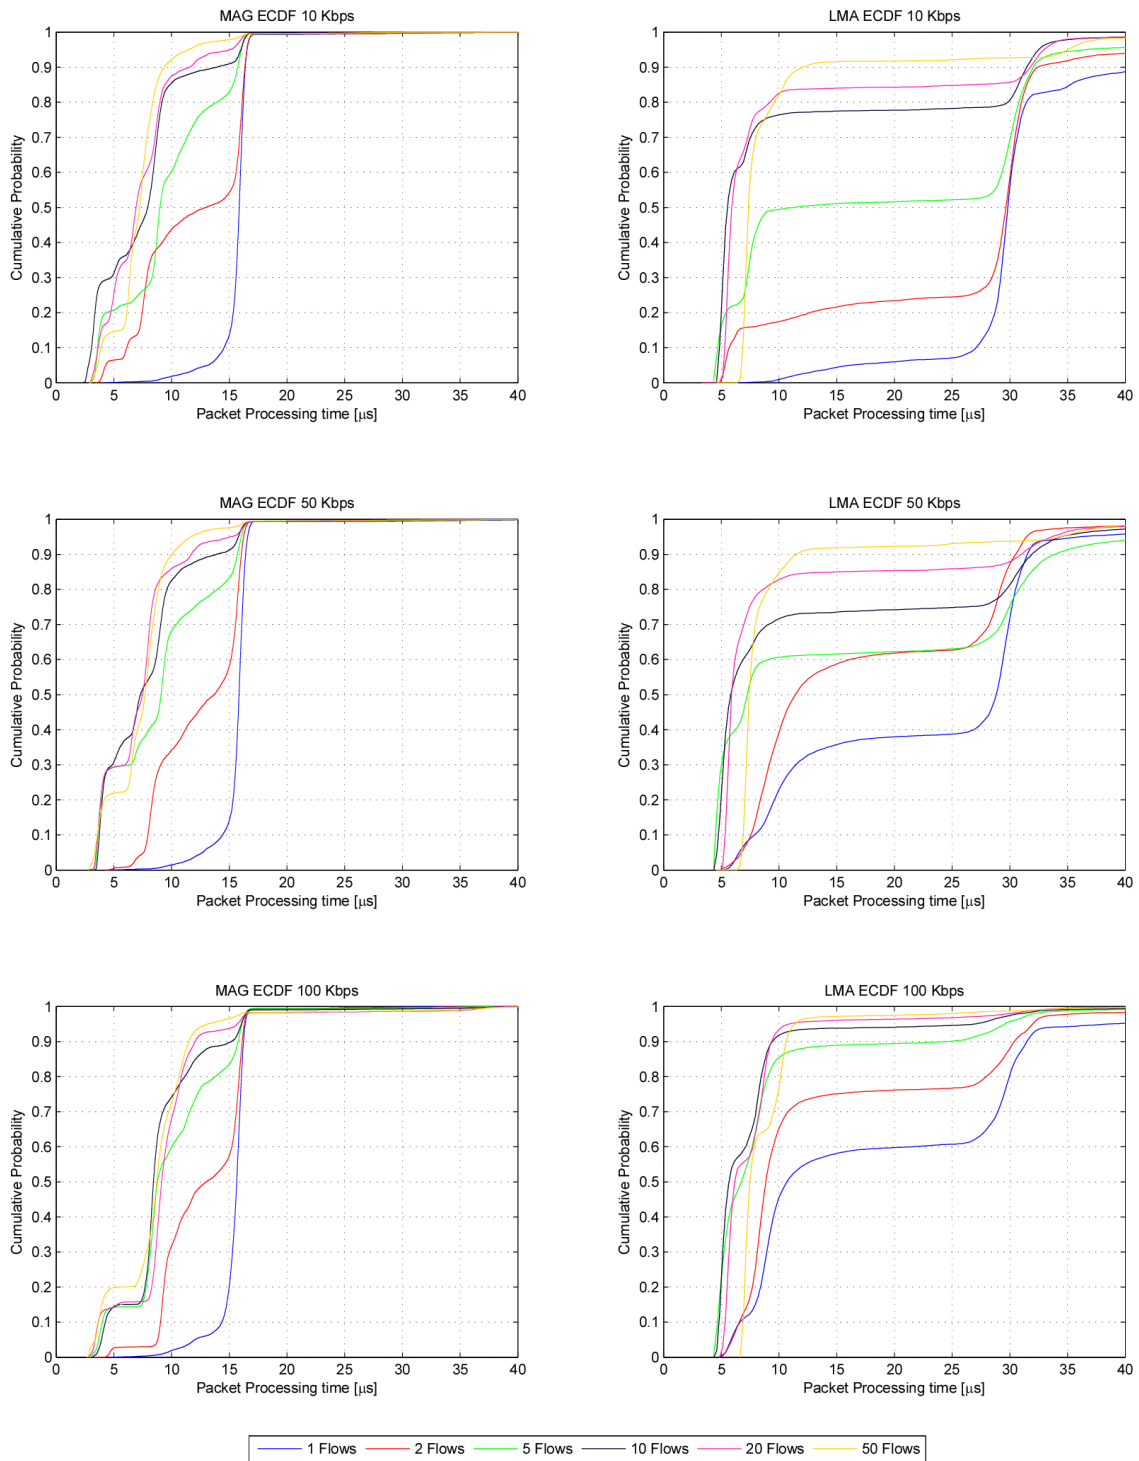 MAG ECDF 10 Kbps
1
0.9
0.8
0.7
0.6
0.5
0.4
0.3
0.2
0.1
0
Cumulative Probability
0 5 10 15 20 25 30 35 40
Packet Processing time [μs]
LMA ECDF 10 Kbps
1
0.9
0.8
0.7
0.6
0.5
0.4
0.3
0.2
0.1
0
Cumulative Probability
0 5 10 15 20 25 30 35 40
Packet Processing time [μs]
MAG ECDF 50 Kbps
1
0.9
0.8
0.7
0.6
0.5
0.4
0.3
0.2
0.1
0
Cumulative Probability
0 5 10 15 20 25 30 35 40
Packet Processing time [μs]
LMA ECDF 50 Kbps
1
0.9
0.8
0.7
0.6
0.5
0.4
0.3
0.2
0.1
0
Cumulative Probability
0 5 10 15 20 25 30 35 40
Packet Processing time [μs]
MAG ECDF 100 Kbps
1
0.9
0.8
0.7
0.6
0.5
0.4
0.3
0.2
0.1
0
Cumulative Probability
0 5 10 15 20 25 30 35 40
Packet Processing time [μs]
LMA ECDF 100 Kbps
1
0.9
0.8
0.7
0.6
0.5
0.4
0.3
0.2
0.1
0
Cumulative Probability
0 5 10 15 20 25 30 35 40
Packet Processing time [μs]
1 Flows 2 Flows 5 Flows 10 Flows 20 Flows 50 Flows